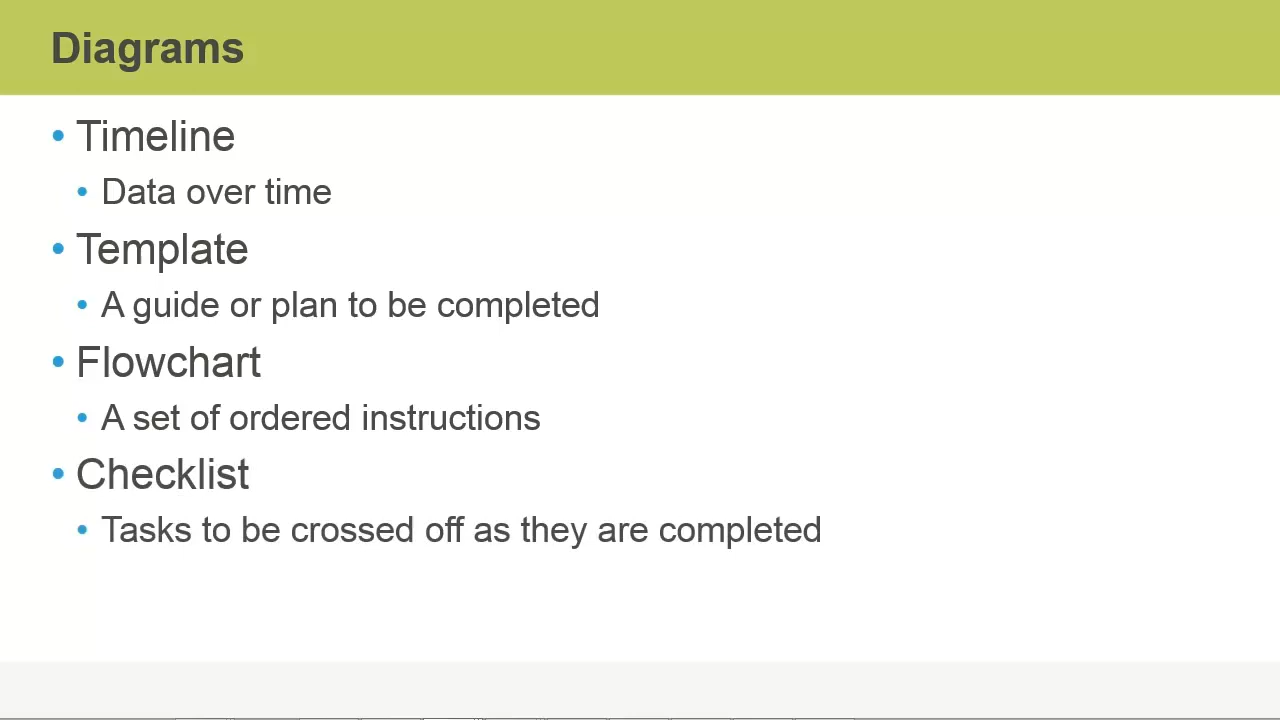 Diagrams
• Timeline
• Data over time
• Template
• A guide or plan to be completed
• Flowchart
• A set of ordered instructions
• Checklist
• Tasks to be crossed off as they are completed